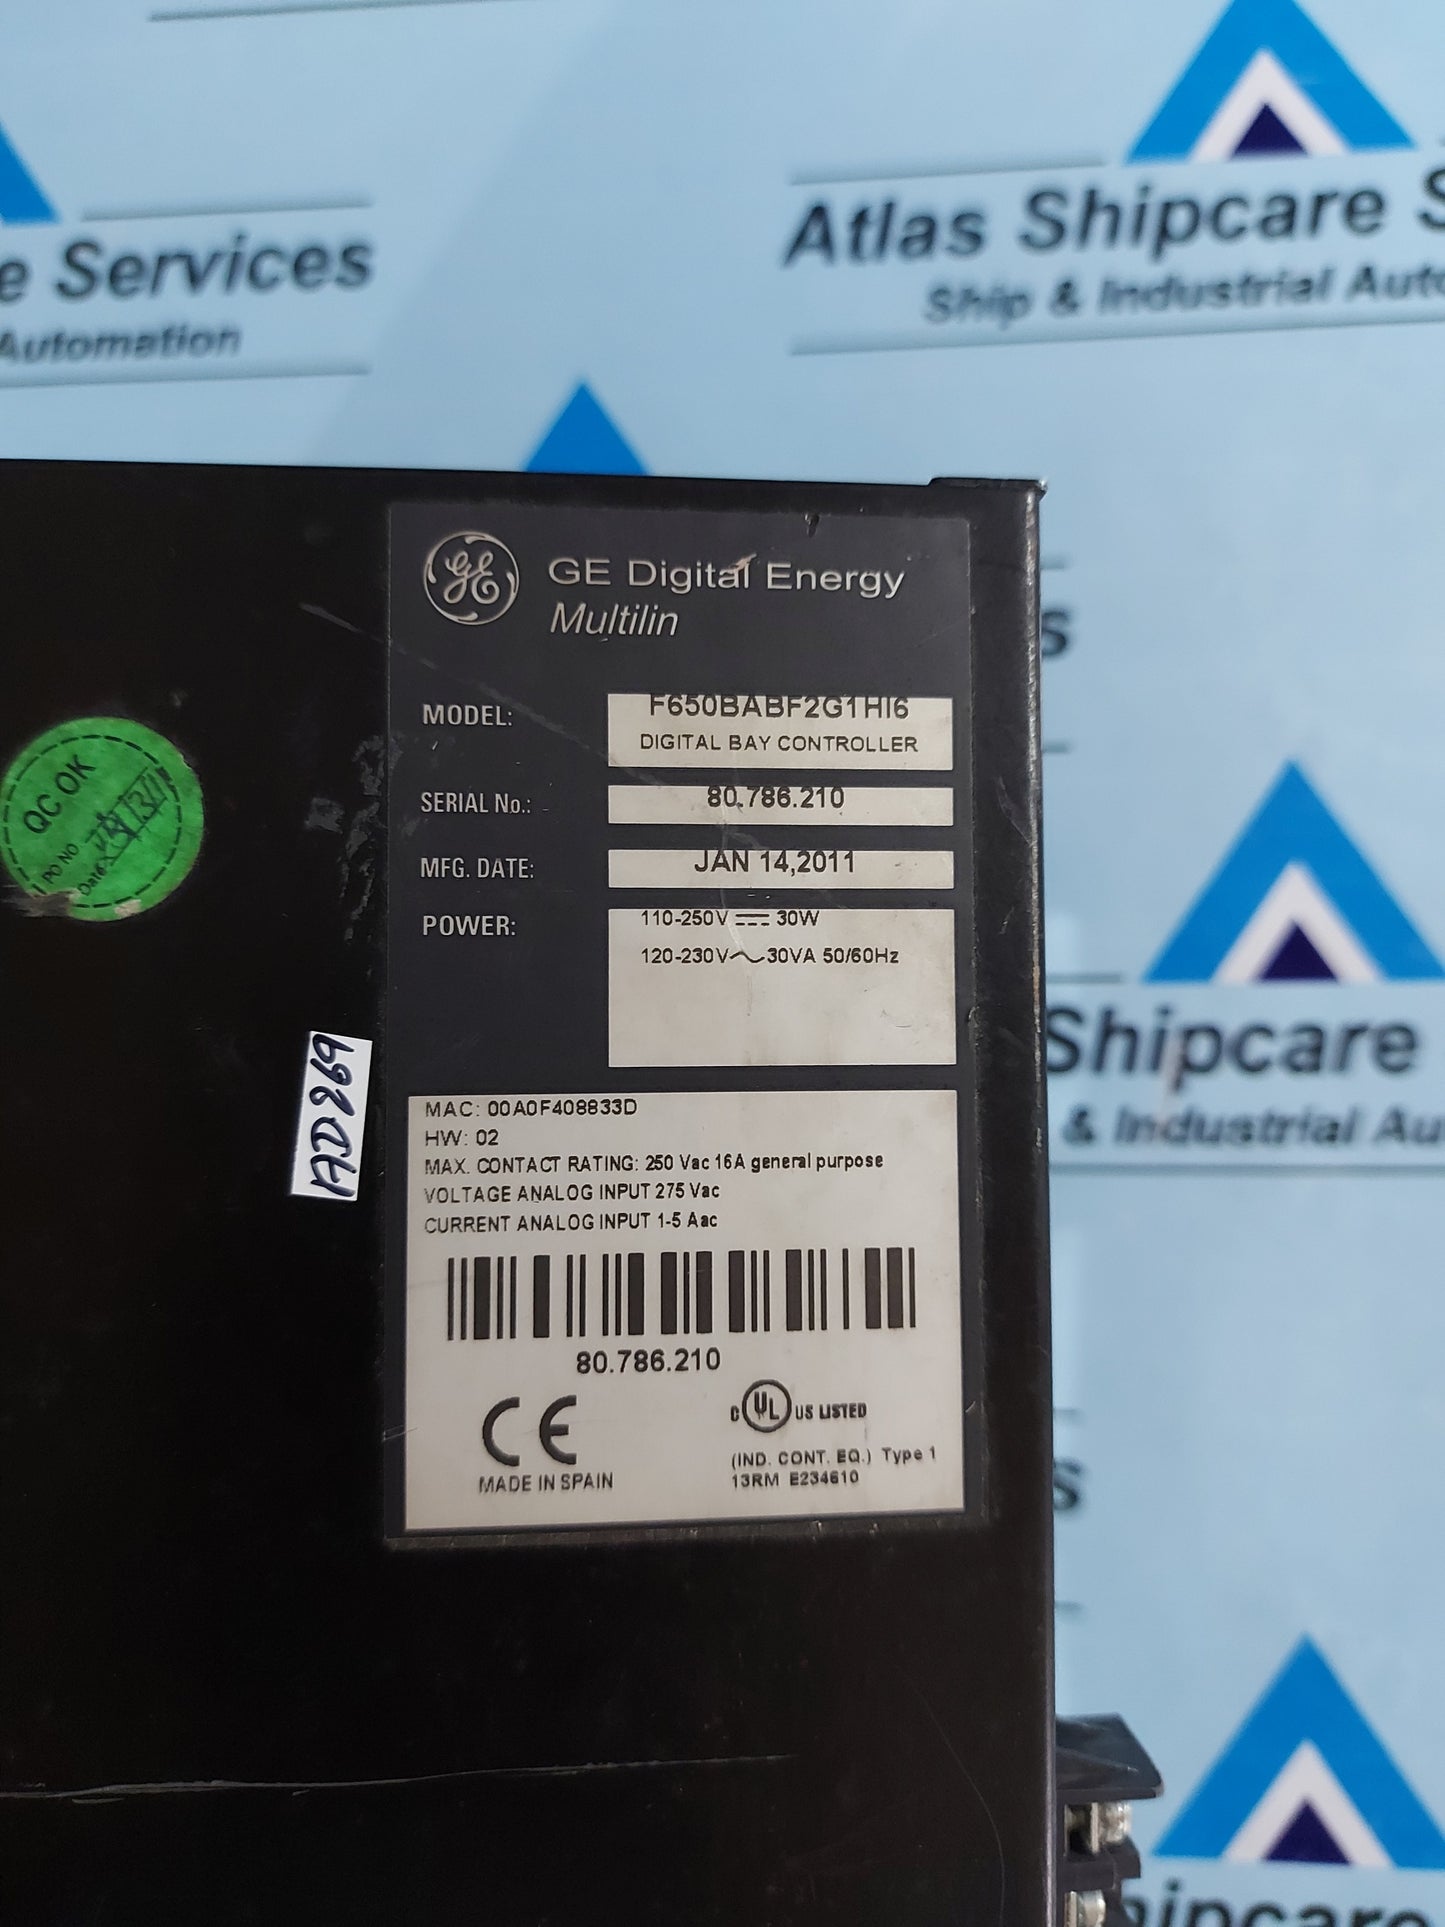 Atlas Shipcare S
Ship & Industrial Auto
e Services
Automation
GE
GE Digital Energy
Multilin
MODEL: F650BABF2G1HI6
DIGITAL BAY CONTROLLER
SERIAL No.: 80.786.210
MFG. DATE: JAN 14,2011
POWER: 110-250V ⎓ 30W
120-230V～30VA 50/60Hz
QC OK
PO NO
Date
AD269
MAC: 00A0F408833D
HW: 02
MAX. CONTACT RATING: 250 Vac 16A general purpose
VOLTAGE ANALOG INPUT 275 Vac
CURRENT ANALOG INPUT 1-5 Aac
80.786.210
CE
MADE IN SPAIN
C UL US LISTED
(IND. CONT. EQ.) Type 1
13RM E234610
s
Shipcare
& Industrial Au
s
hipcare